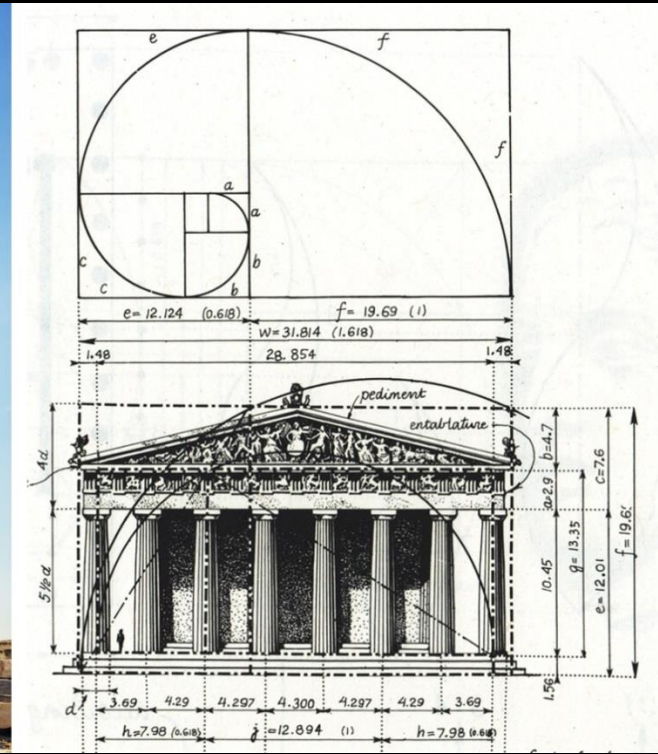 e f
f
a
a
c b
c b
e= 12.124 (0.618) f= 19.69 (1)
W=31.814 (1.618)
1.48 28.854 1.48
pediment
entablature
4d
5½d
b=4.7
a=2.9
c=7.6
10.45
g=13.35
e=12.01
1.56
d 3.69 4.29 4.297 4.300 4.297 4.29 3.69
h=7.98 (0.618) j=12.894 (1) h=7.98 (0.618)